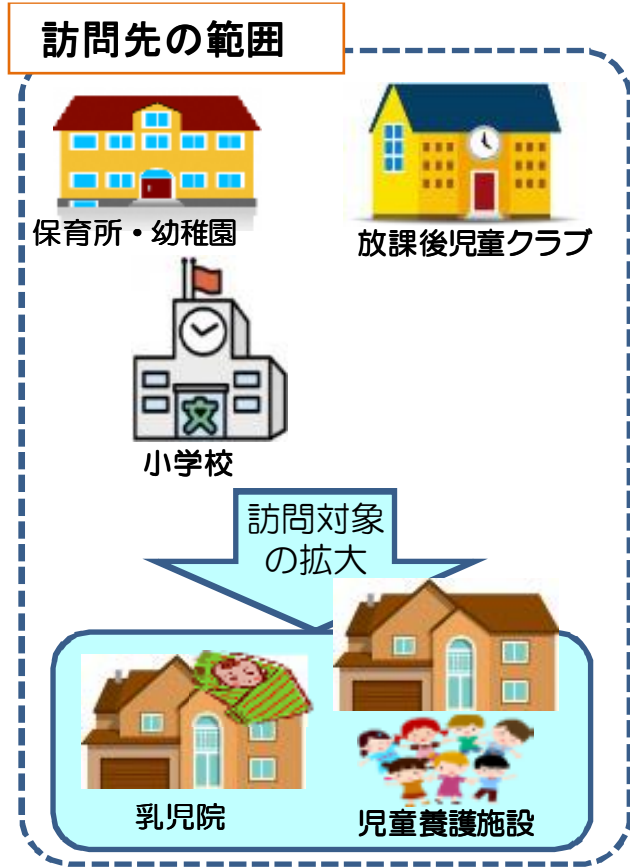 訪問先の範囲
保育所・幼稚園
放課後児童クラブ
文
小学校
訪問対象
の拡大
乳児院
児童養護施設